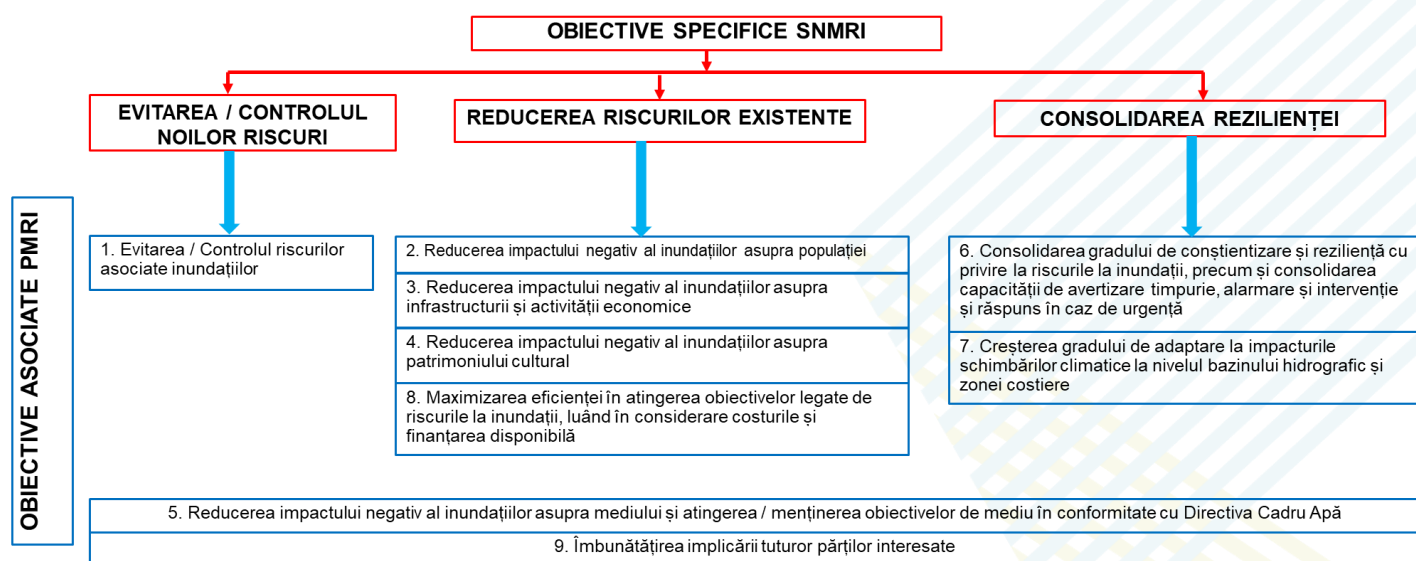 OBIECTIVE SPECIFICE SNMRI
EVITAREA / CONTROLUL
NOILOR RISCURI
REDUCEREA RISCURILOR EXISTENTE
CONSOLIDAREA REZILIENȚEI
OBIECTIVE ASOCIATE PMRI
1. Evitarea / Controlul riscurilor
asociate inundațiilor
2. Reducerea impactului negativ al inundațiilor asupra populației
3. Reducerea impactului negativ al inundațiilor asupra
infrastructurii și activității economice
4. Reducerea impactului negativ al inundațiilor asupra
patrimoniului cultural
8. Maximizarea eficienței în atingerea obiectivelor legate de
riscurile la inundații, luând în considerare costurile și
finanțarea disponibilă
6. Consolidarea gradului de conștientizare și reziliență cu
privire la riscurile la inundații, precum și consolidarea
capacității de avertizare timpurie, alarmare și intervenție
și răspuns în caz de urgență
7. Creșterea gradului de adaptare la impacturile
schimbărilor climatice la nivelul bazinului hidrografic și
zonei costiere
5. Reducerea impactului negativ al inundațiilor asupra mediului și atingerea / menținerea obiectivelor de mediu în conformitate cu Directiva Cadru Apă
9. Îmbunătățirea implicării tuturor părților interesate